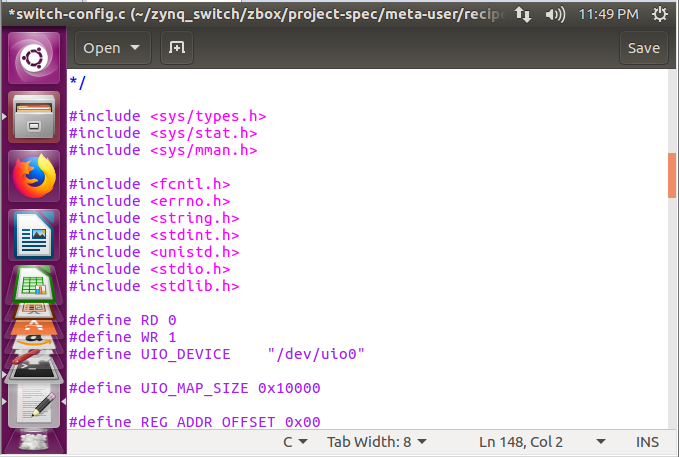 *switch-config.c (~/zynq_switch/zbox/project-spec/meta-user/recipe 11:49 PM
Open Save
*/
#include <sys/types.h>
#include <sys/stat.h>
#include <sys/mman.h>
#include <fcntl.h>
#include <errno.h>
#include <string.h>
#include <stdint.h>
#include <unistd.h>
#include <stdio.h>
#include <stdlib.h>
#define RD 0
#define WR 1
#define UIO_DEVICE    "/dev/uio0"
#define UIO_MAP_SIZE 0x10000
#define REG_ADDR_OFFSET 0x00
C Tab Width: 8 Ln 148, Col 2 INS